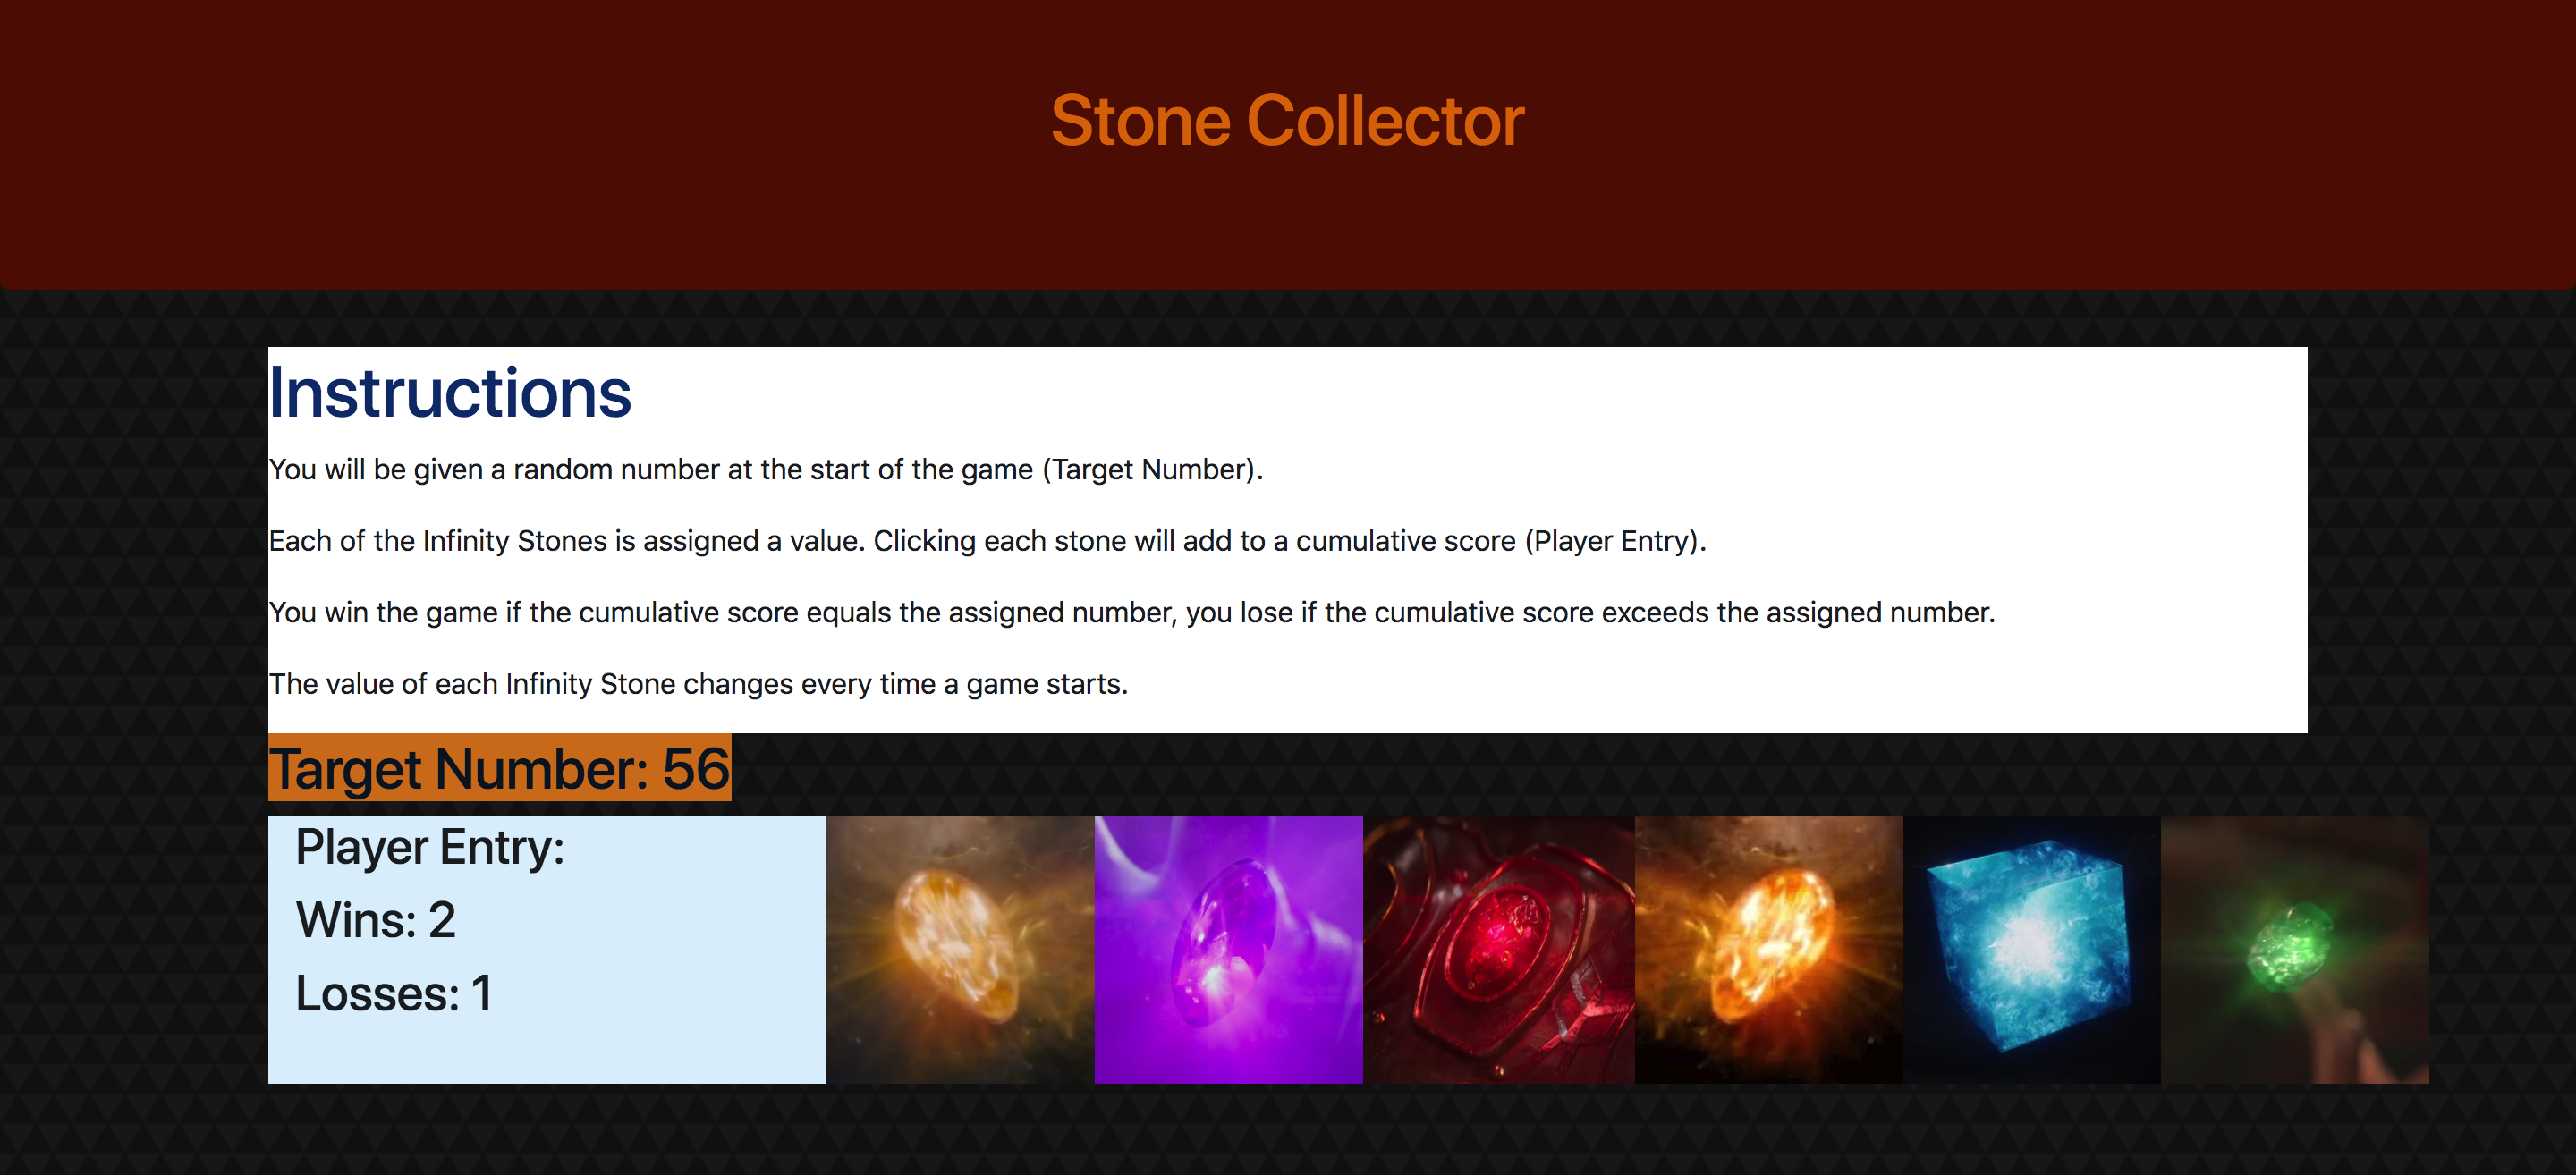 Stone Collector
Instructions
You will be given a random number at the start of the game (Target Number).
Each of the Infinity Stones is assigned a value. Clicking each stone will add to a cumulative score (Player Entry).
You win the game if the cumulative score equals the assigned number, you lose if the cumulative score exceeds the assigned number.
The value of each Infinity Stone changes every time a game starts.
Target Number: 56
Player Entry:
Wins: 2
Losses: 1